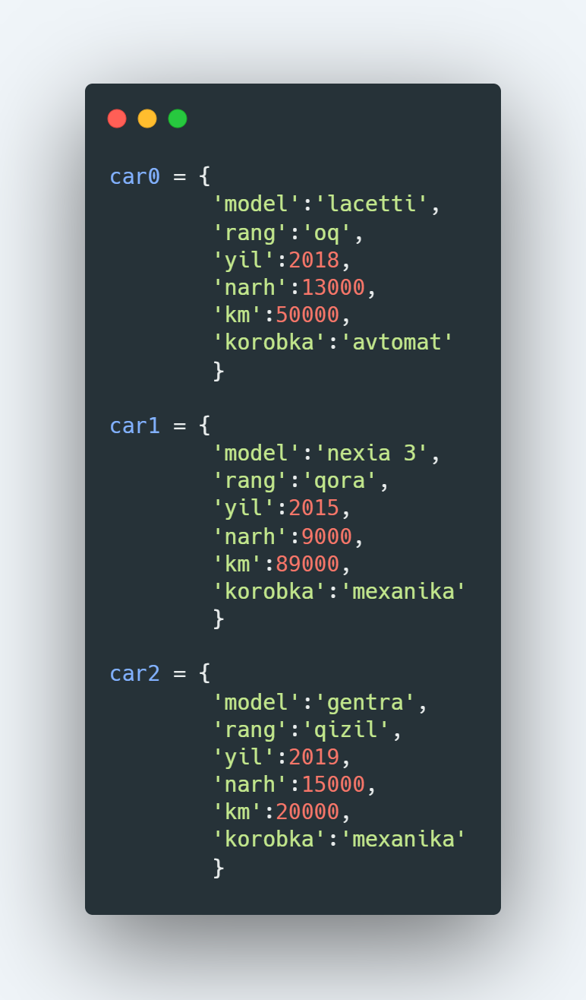 car0 = {
        'model':'lacetti',
        'rang':'oq',
        'yil':2018,
        'narh':13000,
        'km':50000,
        'korobka':'avtomat'
        }

car1 = {
        'model':'nexia 3',
        'rang':'qora',
        'yil':2015,
        'narh':9000,
        'km':89000,
        'korobka':'mexanika'
        }

car2 = {
        'model':'gentra',
        'rang':'qizil',
        'yil':2019,
        'narh':15000,
        'km':20000,
        'korobka':'mexanika'
        }